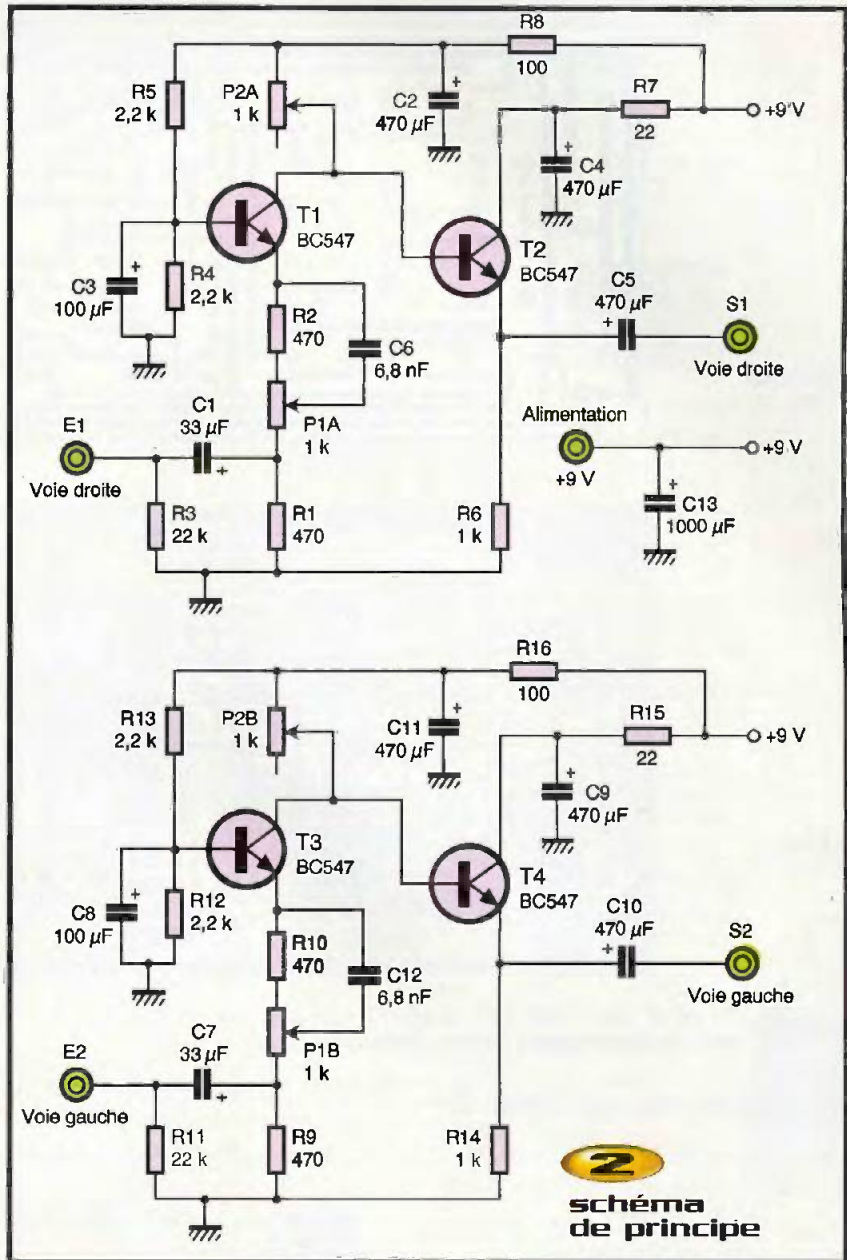 R8
100
R5
2,2 k
P2A
1 k
C2
470 µF
R7
22
+9 V
C4
470 µF
T1
BC547
T2
BC547
C3
100 µF
R4
2,2 k
R2
470
C6
6,8 nF
C5
470 µF
S1
Voie droite
P1A
1 k
C1
33 µF
E1
Voie droite
R3
22 k
R1
470
R6
1 k
Alimentation
+9 V
+9 V
C13
1000 µF
R16
100
R13
2,2 k
P2B
1 k
C11
470 µF
R15
22
+9 V
C9
470 µF
T3
BC547
T4
BC547
C8
100 µF
R12
2,2 k
R10
470
C12
6,8 nF
C10
470 µF
S2
Voie gauche
P1B
1 k
C7
33 µF
E2
Voie gauche
R11
22 k
R9
470
R14
1 k
2
schéma
de principe